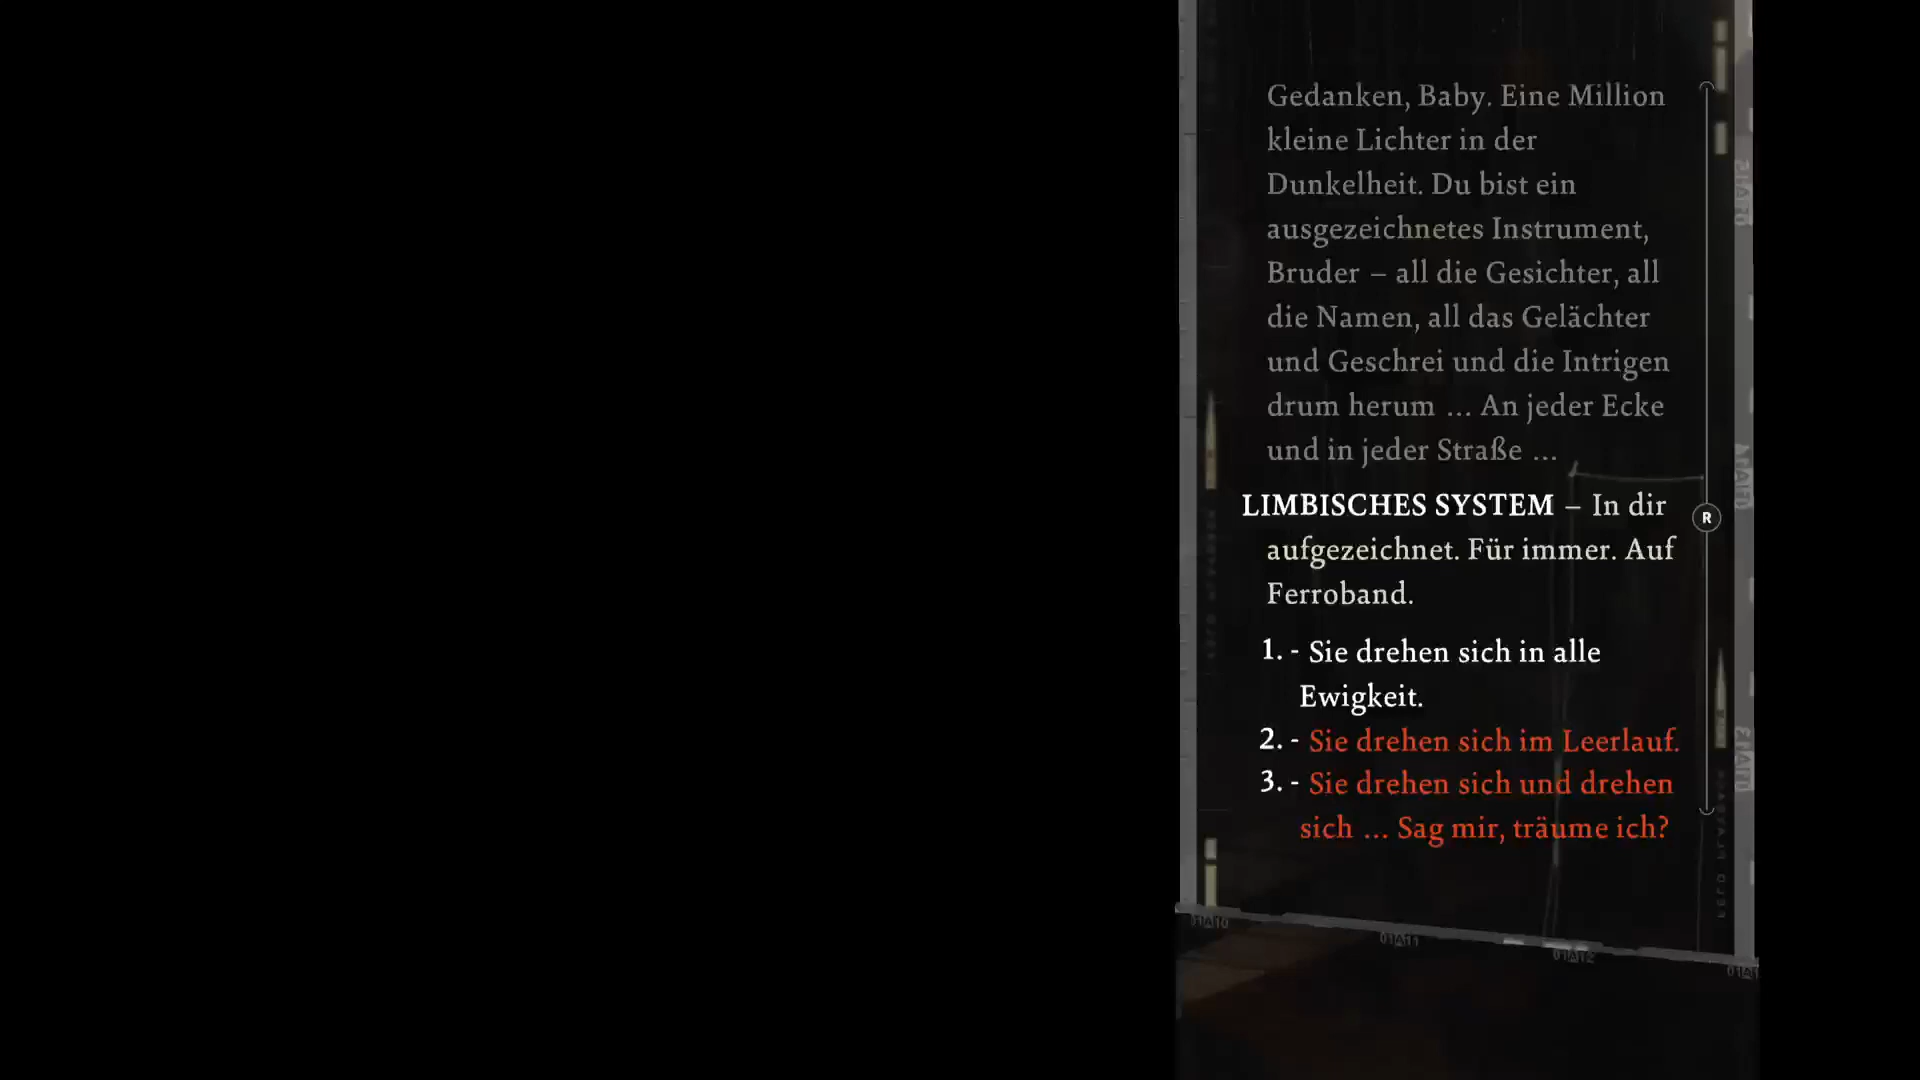 Gedanken, Baby. Eine Million
kleine Lichter in der
Dunkelheit. Du bist ein
ausgezeichnetes Instrument,
Bruder – all die Gesichter, all
die Namen, all das Gelächter
und Geschrei und die Intrigen
drum herum ... An jeder Ecke
und in jeder Straße ...
LIMBISCHES SYSTEM – In dir
aufgezeichnet. Für immer. Auf
Ferroband.
R
1. - Sie drehen sich in alle
Ewigkeit.
2. - Sie drehen sich im Leerlauf.
3. - Sie drehen sich und drehen
sich ... Sag mir, träume ich?
01A10
01A11
01A12